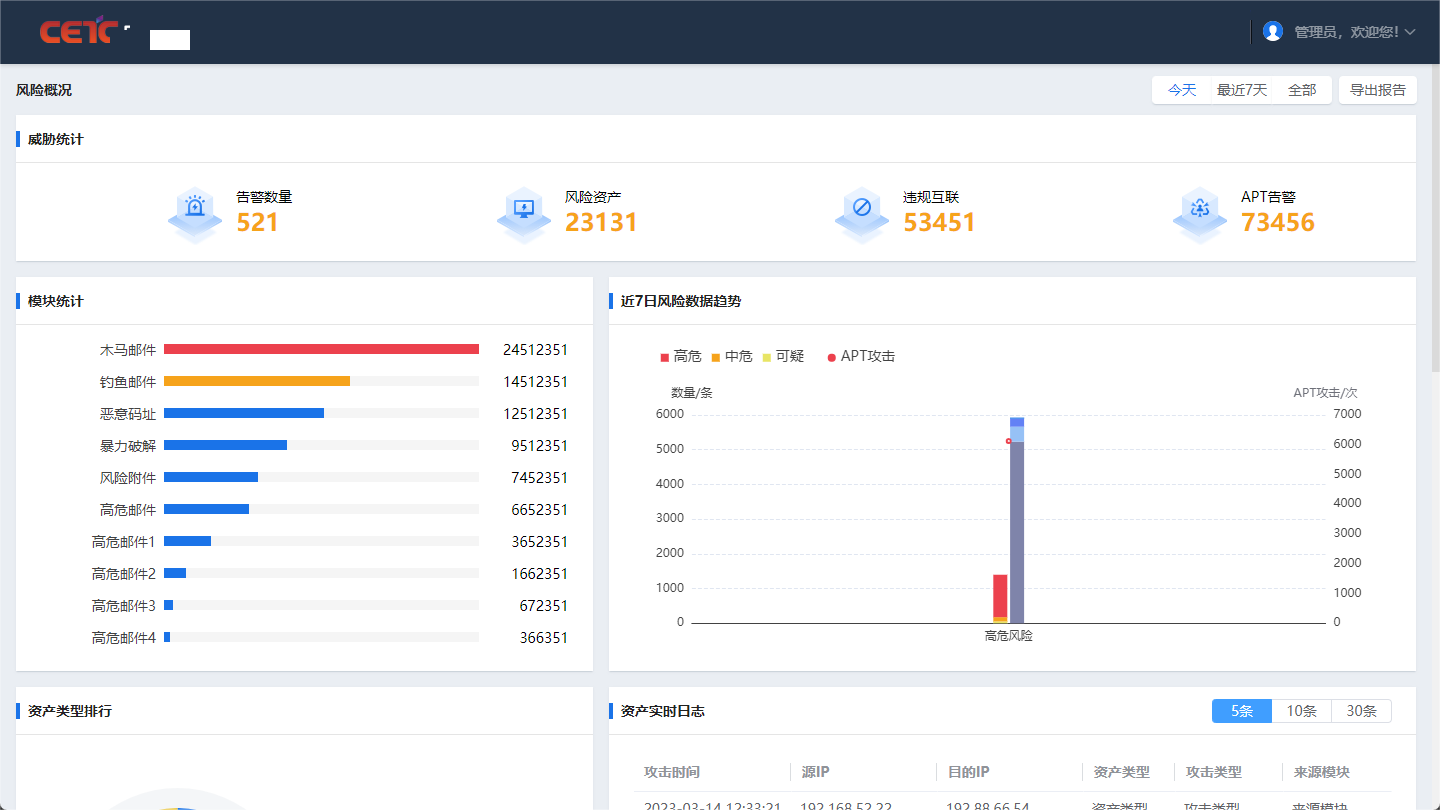 CETC
管理员，欢迎您!
风险概况
今天 最近7天 全部 导出报告
威胁统计
告警数量 风险资产 违规互联 APT告警
521 23131 53451 73456
模块统计
木马邮件 24512351
钓鱼邮件 14512351
恶意码址 12512351
暴力破解 9512351
风险附件 7452351
高危邮件 6652351
高危邮件1 3652351
高危邮件2 1662351
高危邮件3 672351
高危邮件4 366351
近7日风险数据趋势
高危 中危 可疑 APT攻击
数量/条 APT攻击/次
6000 7000
5000 6000
4000 5000
3000 4000
2000 3000
1000 2000
0 1000
0
高危风险
资产类型排行
资产实时日志
5条 10条 30条
攻击时间 源IP 目的IP 资产类型 攻击类型 来源模块
2023-03-14 12:33:21 192.168.52.22 192.88.66.54 资产类型 攻击类型 来源模块